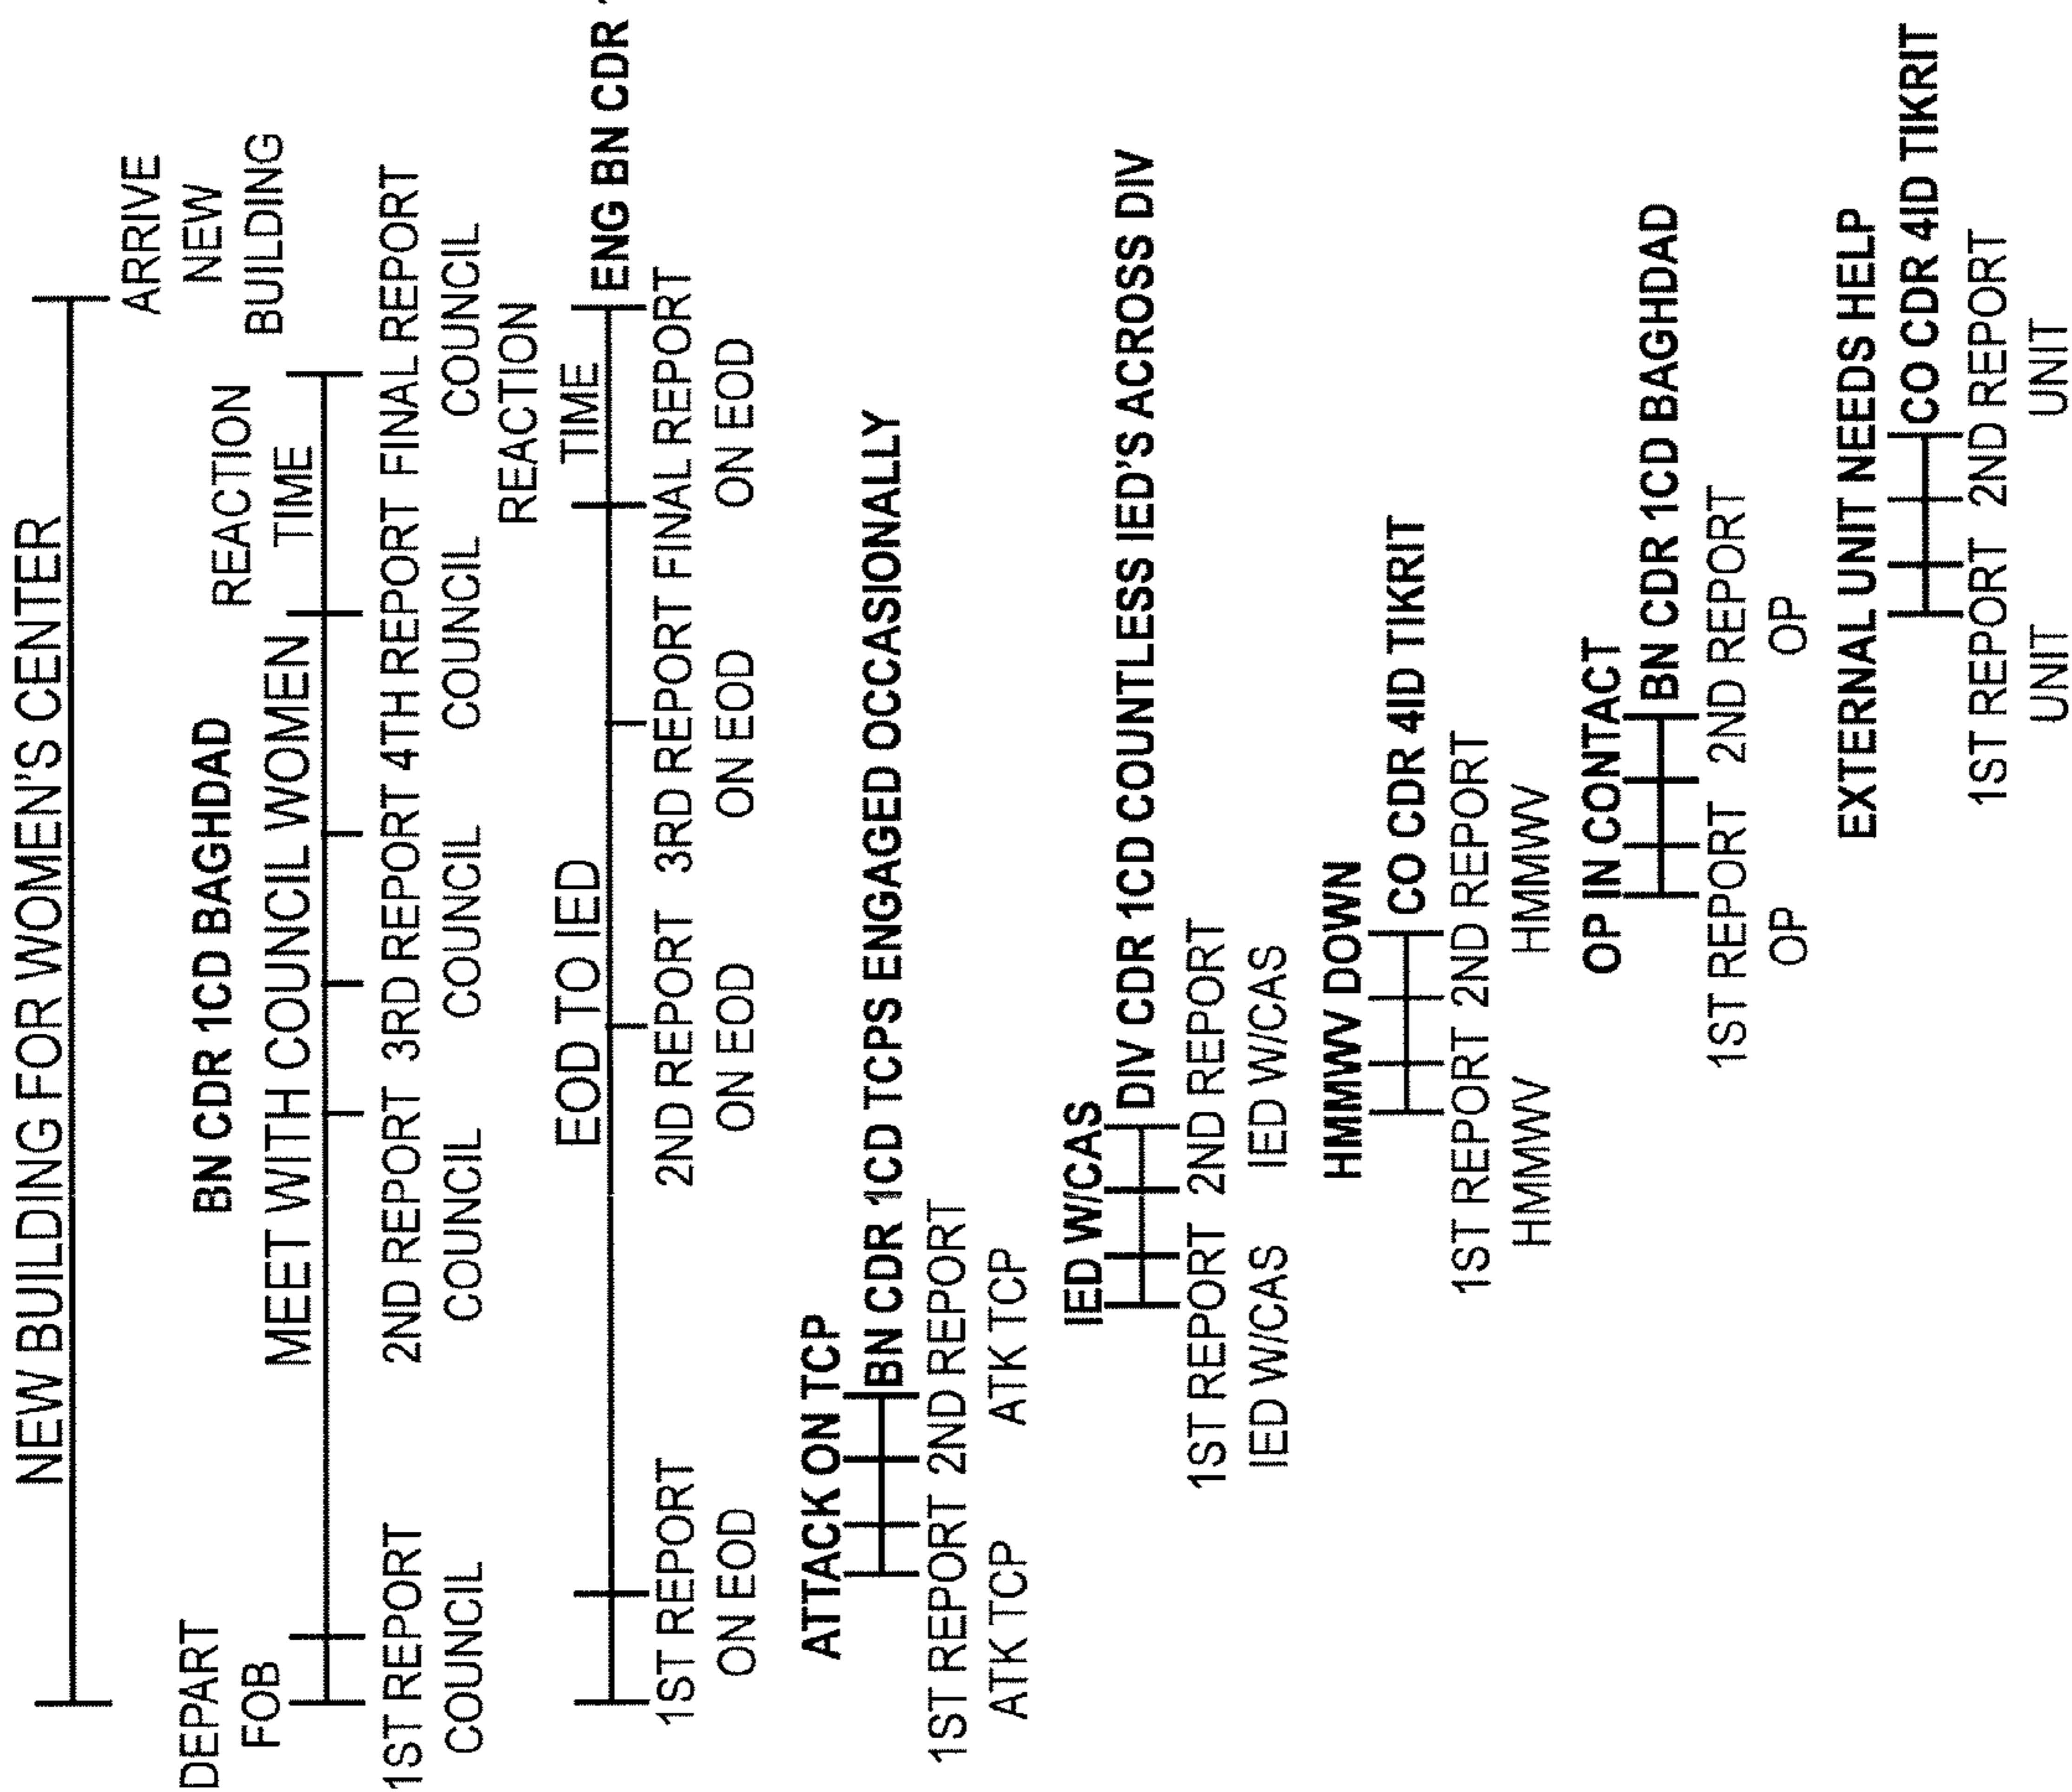 NEW BUILDING FOR WOMEN'S CENTER
DEPART
FOB
ARRIVE
NEW
BUILDING
BN CDR 1CD BAGHDAD
MEET WITH COUNCIL WOMEN
REACTION
TIME
1ST REPORT
COUNCIL
2ND REPORT
COUNCIL
3RD REPORT
COUNCIL
4TH REPORT
COUNCIL
FINAL REPORT
COUNCIL
EOD TO IED
REACTION
TIME
ENG BN CDR
1ST REPORT
ON EOD
2ND REPORT
ON EOD
3RD REPORT
ON EOD
FINAL REPORT
ON EOD
ATTACK ON TCP
BN CDR 1CD TCPS ENGAGED OCCASIONALLY
1ST REPORT
ATK TCP
2ND REPORT
ATK TCP
IED W/CAS
DIV CDR 1CD COUNTLESS IED'S ACROSS DIV
1ST REPORT
IED W/CAS
2ND REPORT
IED W/CAS
HMMWV DOWN
CO CDR 4ID TIKRIT
1ST REPORT
HMMWV
2ND REPORT
HMMWV
OP IN CONTACT
BN CDR 1CD BAGHDAD
1ST REPORT
OP
2ND REPORT
OP
EXTERNAL UNIT NEEDS HELP
CO CDR 4ID TIKRIT
1ST REPORT
UNIT
2ND REPORT
UNIT